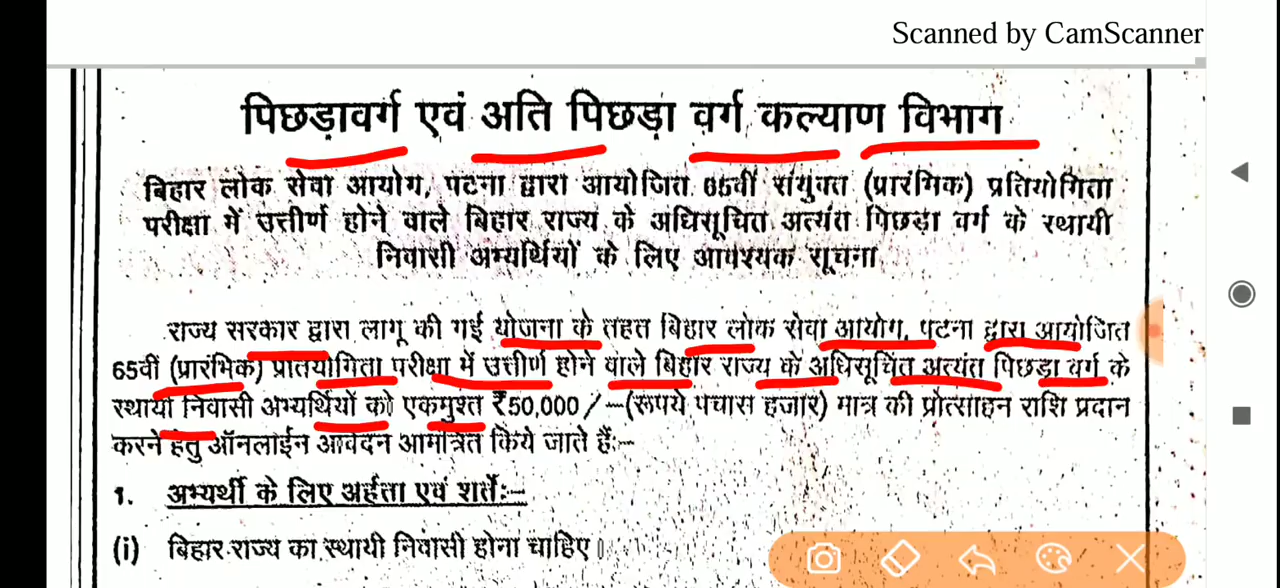 Scanned by CamScanner
पिछड़ावर्ग एवं अति पिछड़ा वर्ग कल्याण विभाग
बिहार लोक सेवा आयोग, पटना द्वारा आयोजित 65वीं संयुक्त (प्रारंमिक) प्रतियोगिता
परीक्षा में उत्तीर्ण होने वाले बिहार राज्य के अधिसूचित अत्यंत पिछड़ा वर्ग के स्थायी
निवासी अभ्यर्थियों के लिए आवश्यक सूचना
राज्य सरकार द्वारा लागू की गई योजना के तहत बिहार लोक सेवा आयोग, पटना द्वारा आयोजित
65वीं (प्रारंभिक) प्रतियोगिता परीक्षा में उत्तीर्ण होने वाले बिहार राज्य के अधिसूचित अत्यंत पिछड़ा वर्ग के
स्थायी निवासी अभ्यर्थियों को एकमुश्त ₹50,000/-(रूपये पचास हजार) मात्र की प्रोत्साहन राशि प्रदान
करने हेतु ऑनलाईन आवेदन आमंत्रित किये जाते हैं:-
1. अभ्यर्थी के लिए अर्हता एवं शर्तें:-
(i) बिहार राज्य का स्थायी निवासी होना चाहिए।